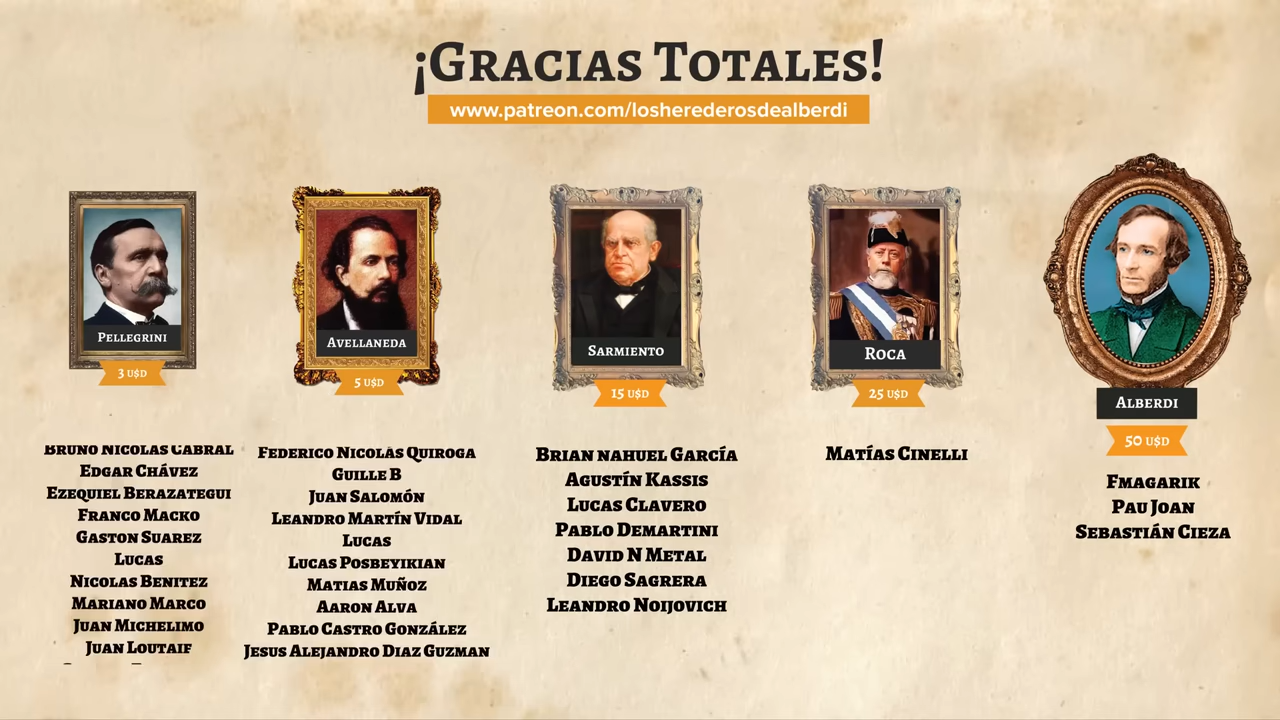 ¡Gracias Totales!
www.patreon.com/losherederosdealberdi
Pellegrini
3 U$D
Bruno Nicolas Cabral
Edgar Chávez
Ezequiel Berazategui
Franco Macko
Gaston Suarez
Lucas
Nicolas Benitez
Mariano Marco
Juan Michelimo
Juan Loutaif
Avellaneda
5 U$D
Federico Nicolás Quiroga
Guille B
Juan Salomón
Leandro Martín Vidal
Lucas
Lucas Posbeyikian
Matias Muñoz
Aaron Alva
Pablo Castro González
Jesus Alejandro Diaz Guzman
Sarmiento
15 U$D
Brian nahuel García
Agustín Kassis
Lucas Clavero
Pablo Demartini
David N Metal
Diego Sagrera
Leandro Noijovich
Roca
25 U$D
Matías Cinelli
Alberdi
50 U$D
Fmagarik
Pau Joan
Sebastián Cieza